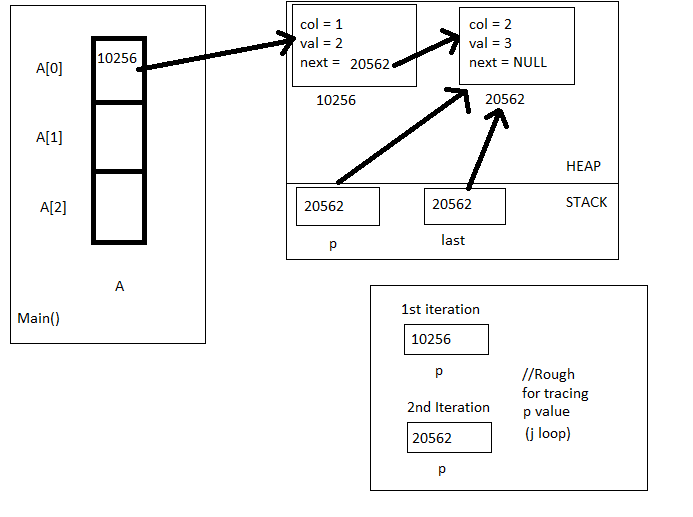 A[0]
10256
A[1]
A[2]
A
Main()
col = 1
val = 2
next = 20562
10256
col = 2
val = 3
next = NULL
20562
HEAP
STACK
20562
p
20562
last
1st iteration
10256
p
2nd Iteration
20562
p
//Rough
for tracing
p value
(j loop)